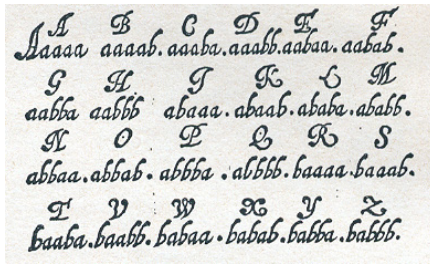 A B C D E F
Aaaaa aaaab. aaaba. aaabb. aabaa. aabab.
G H I K L M
aabba aabbb abaaa. abaab. ababa. ababb.
N O P Q R S
abbaa. abbab. abbba. abbbb. baaaa. baaab.
T V W X Y Z
baaba. baabb. babaa. babab. babba. babbb.